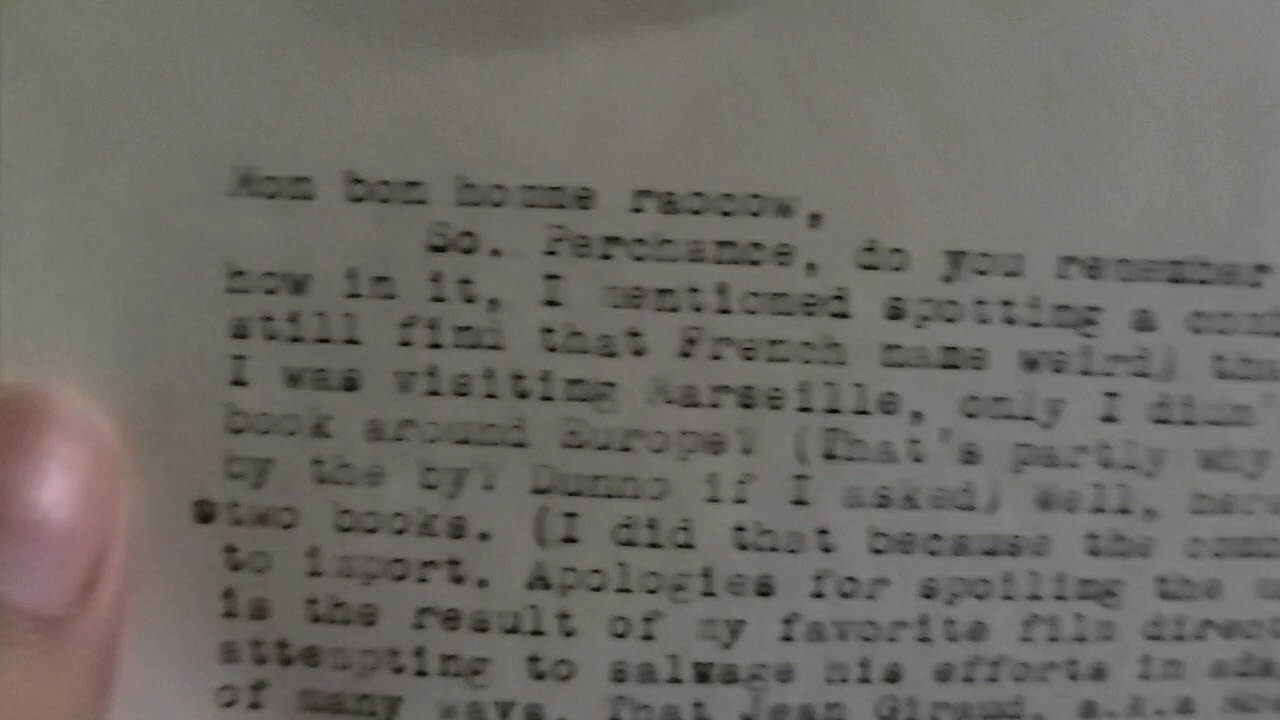 Mon bon homme raccow,
So. Perchance, do you remember
how in it, I mentioned spotting a
still find that French name weird)
I was visiting Marseille, only I didn'
book around Europe? (That's partly why
by the by? Dunno if I asked) Well,
two books. (I did that because the
to import. Apologies for spoiling the
is the result of my favorite film
attempting to salwage his efforts in
of many ways. That Jean Giraud, a.k.a